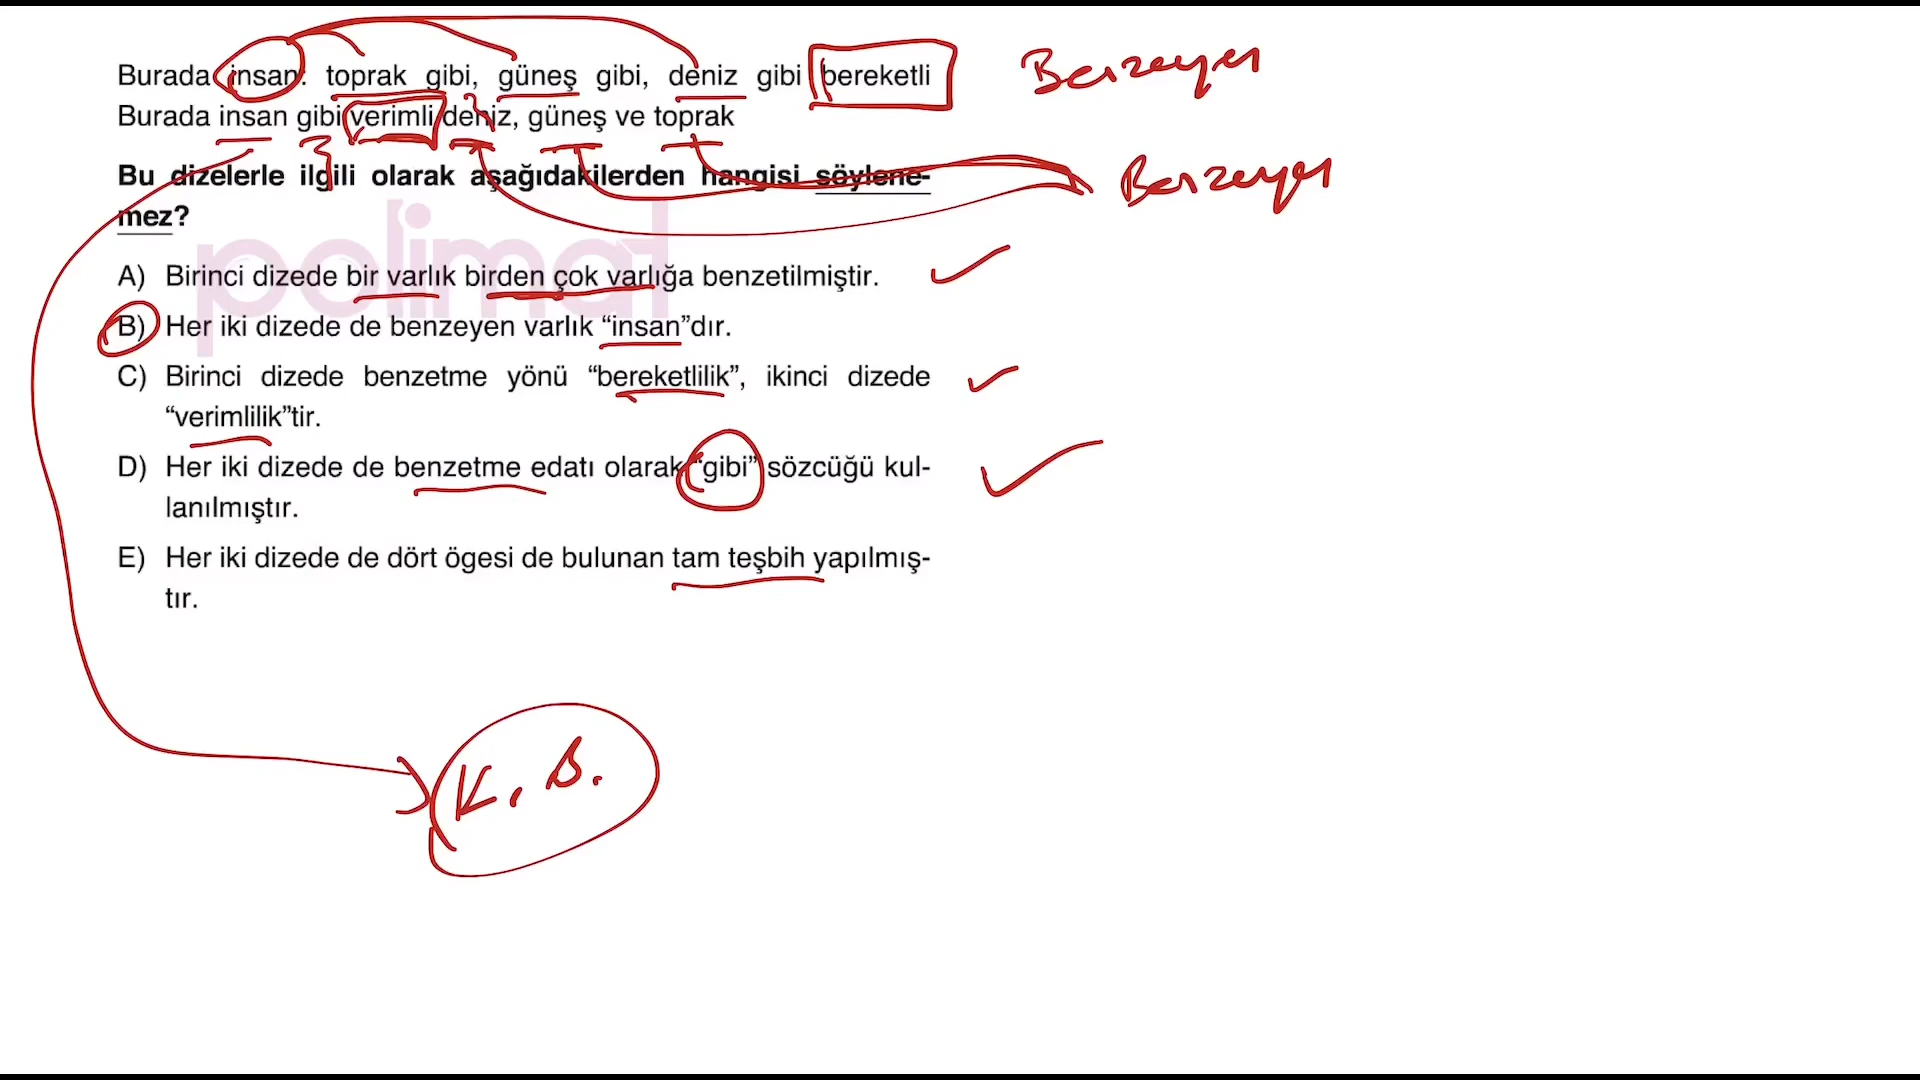 Burada insan: toprak gibi, güneş gibi, deniz gibi bereketli
Burada insan gibi verimli deniz, güneş ve toprak
Bu dizelerle ilgili olarak aşağıdakilerden hangisi söylene-
mez?
A) Birinci dizede bir varlık birden çok varlığa benzetilmiştir.
B) Her iki dizede de benzeyen varlık “insan”dır.
C) Birinci dizede benzetme yönü “bereketlilik”, ikinci dizede
“verimlilik”tir.
D) Her iki dizede de benzetme edatı olarak “gibi” sözcüğü kul-
lanılmıştır.
E) Her iki dizede de dört ögesi de bulunan tam teşbih yapılmış-
tır.
Benzeyen
Benzeyen
K. B.
polimat